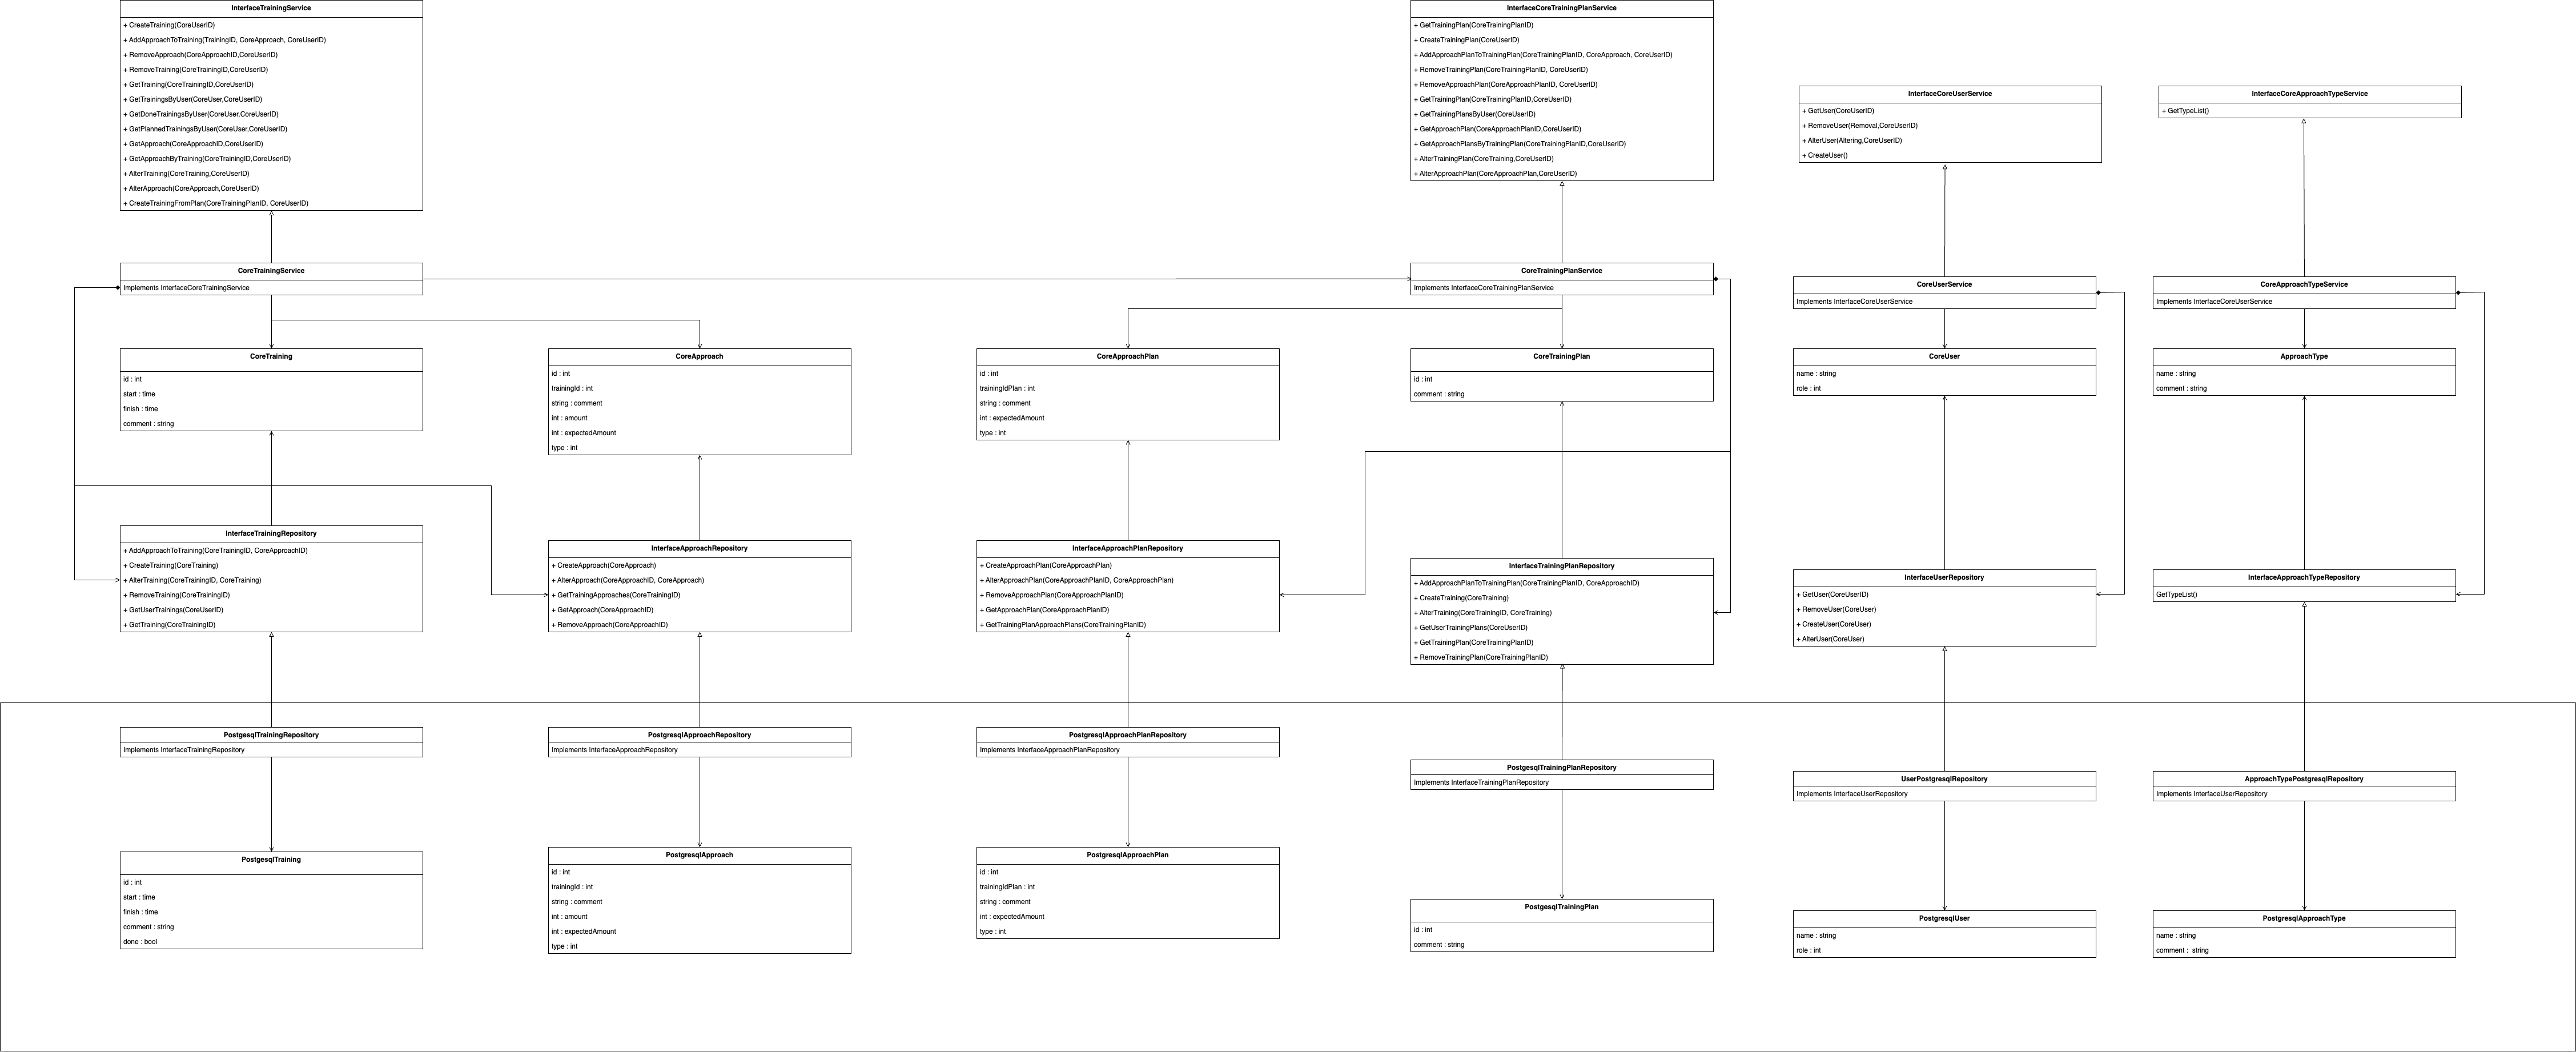 InterfaceTrainingService
+ CreateTraining(CoreUserID)
+ AddApproachToTraining(TrainingID, CoreApproach, CoreUserID)
+ RemoveApproach(CoreApproachID,CoreUserID)
+ RemoveTraining(CoreTrainingID,CoreUserID)
+ GetTraining(CoreTrainingID,CoreUserID)
+ GetTrainingsByUser(CoreUser,CoreUserID)
+ GetDoneTrainingsByUser(CoreUser,CoreUserID)
+ GetPlannedTrainingsByUser(CoreUser,CoreUserID)
+ GetApproach(CoreApproachID,CoreUserID)
+ GetApproachByTraining(CoreTrainingID,CoreUserID)
+ AlterTraining(CoreTraining,CoreUserID)
+ AlterApproach(CoreApproach,CoreUserID)
+ CreateTrainingFromPlan(CoreTrainingPlanID, CoreUserID)
InterfaceCoreTrainingPlanService
+ GetTrainingPlan(CoreTrainingPlanID)
+ CreateTrainingPlan(CoreUserID)
+ AddApproachPlanToTrainingPlan(CoreTrainingPlanID, CoreApproach, CoreUserID)
+ RemoveTrainingPlan(CoreTrainingPlanID, CoreUserID)
+ RemoveApproachPlan(CoreApproachPlanID, CoreUserID)
+ GetTrainingPlan(CoreTrainingPlanID,CoreUserID)
+ GetTrainingPlansByUser(CoreUserID)
+ GetApproachPlan(CoreApproachPlanID,CoreUserID)
+ GetApproachPlansByTrainingPlan(CoreTrainingPlanID,CoreUserID)
+ AlterTrainingPlan(CoreTraining,CoreUserID)
+ AlterApproachPlan(CoreApproachPlan,CoreUserID)
InterfaceCoreUserService
+ GetUser(CoreUserID)
+ RemoveUser(Removal,CoreUserID)
+ AlterUser(Altering,CoreUserID)
+ CreateUser()
InterfaceCoreApproachTypeService
+ GetTypeList()
CoreTrainingService
Implements InterfaceCoreTrainingService
CoreTrainingPlanService
Implements InterfaceCoreTrainingPlanService
CoreUserService
Implements InterfaceCoreUserService
CoreApproachTypeService
Implements InterfaceCoreUserService
CoreTraining
id : int
start : time
finish : time
comment : string
CoreApproach
id : int
trainingId : int
string : comment
int : amount
int : expectedAmount
type : int
CoreApproachPlan
id : int
trainingIdPlan : int
string : comment
int : expectedAmount
type : int
CoreTrainingPlan
id : int
comment : string
CoreUser
name : string
role : int
ApproachType
name : string
comment : string
InterfaceTrainingRepository
+ AddApproachToTraining(CoreTrainingID, CoreApproachID)
+ CreateTraining(CoreTraining)
+ AlterTraining(CoreTrainingID, CoreTraining)
+ RemoveTraining(CoreTrainingID)
+ GetUserTrainings(CoreUserID)
+ GetTraining(CoreTrainingID)
InterfaceApproachRepository
+ CreateApproach(CoreApproach)
+ AlterApproach(CoreApproachID, CoreApproach)
+ GetTrainingApproaches(CoreTrainingID)
+ GetApproach(CoreApproachID)
+ RemoveApproach(CoreApproachID)
InterfaceApproachPlanRepository
+ CreateApproachPlan(CoreApproachPlan)
+ AlterApproachPlan(CoreApproachPlanID, CoreApproachPlan)
+ RemoveApproachPlan(CoreApproachPlanID)
+ GetApproachPlan(CoreApproachPlanID)
+ GetTrainingPlanApproachPlans(CoreTrainingPlanID)
InterfaceTrainingPlanRepository
+ AddApproachPlanToTrainingPlan(CoreTrainingPlanID, CoreApproachID)
+ CreateTraining(CoreTraining)
+ AlterTraining(CoreTrainingID, CoreTraining)
+ GetUserTrainingPlans(CoreUserID)
+ GetTrainingPlan(CoreTrainingPlanID)
+ RemoveTrainingPlan(CoreTrainingPlanID)
InterfaceUserRepository
+ GetUser(CoreUserID)
+ RemoveUser(CoreUser)
+ CreateUser(CoreUser)
+ AlterUser(CoreUser)
InterfaceApproachTypeRepository
GetTypeList()
PostgesqlTrainingRepository
Implements InterfaceTrainingRepository
PostgresqlApproachRepository
Implements InterfaceApproachRepository
PostgresqlApproachPlanRepository
Implements InterfaceApproachPlanRepository
PostgesqlTrainingPlanRepository
Implements InterfaceTrainingPlanRepository
UserPostgresqlRepository
Implements InterfaceUserRepository
ApproachTypePostgresqlRepository
Implements InterfaceUserRepository
PostgesqlTraining
id : int
start : time
finish : time
comment : string
done : bool
PostgresqlApproach
id : int
trainingId : int
string : comment
int : amount
int : expectedAmount
type : int
PostgresqlApproachPlan
id : int
trainingIdPlan : int
string : comment
int : expectedAmount
type : int
PostgesqlTrainingPlan
id : int
comment : string
PostgresqlUser
name : string
role : int
PostgresqlApproachType
name : string
comment :  string